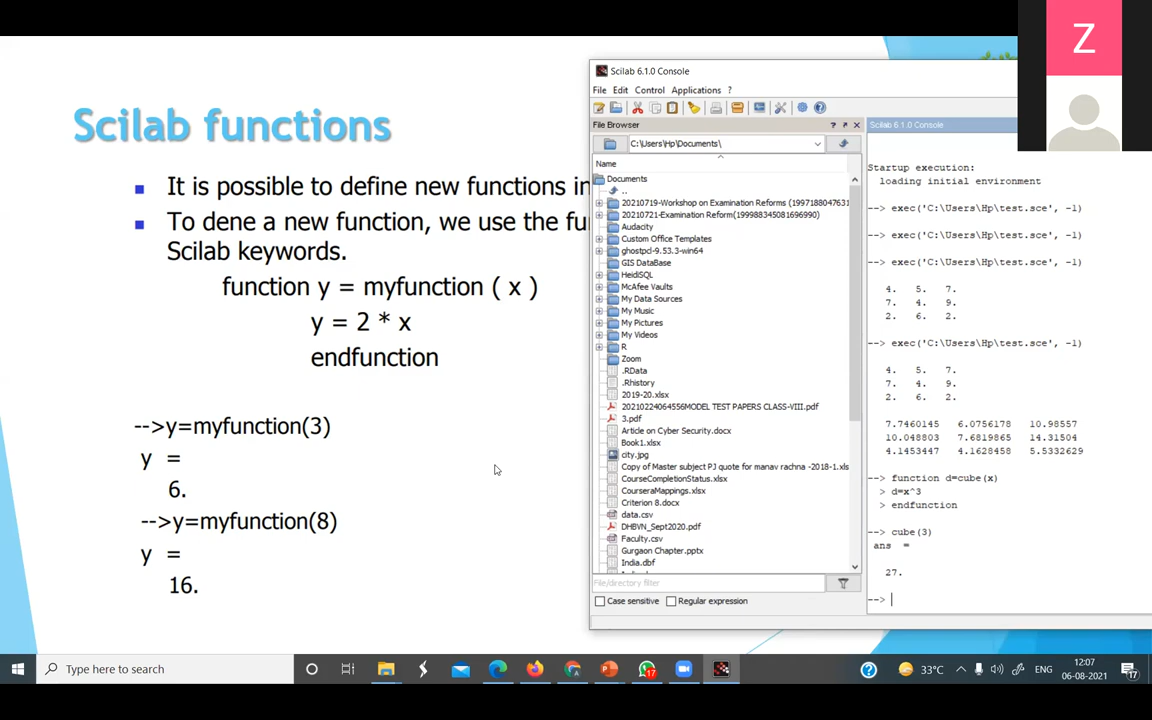 Scilab functions
It is possible to define new functions in
To dene a new function, we use the fu
Scilab keywords.
function y = myfunction ( x )
y = 2 * x
endfunction
-->y=myfunction(3)
y =
6.
-->y=myfunction(8)
y =
16.
Z
Scilab 6.1.0 Console
File Edit Control Applications ?
File Browser
C:\Users\Hp\Documents\
Name
Documents
..
20210719-Workshop on Examination Reforms (1997188047631
20210721-Examination Reform(199988345081696990)
Audacity
Custom Office Templates
ghostpcl-9.53.3-win64
GIS DataBase
HeidiSQL
McAfee Vaults
My Data Sources
My Music
My Pictures
My Videos
R
Zoom
.RData
.Rhistory
2019-20.xlsx
20210224064556MODEL TEST PAPERS CLASS-VIII.pdf
3.pdf
Article on Cyber Security.docx
Book1.xlsx
city.jpg
Copy of Master subject PJ quote for manav rachna -2018-1.xls
CourseCompletionStatus.xlsx
CourseraMappings.xlsx
Criterion 8.docx
data.csv
DHBVN_Sept2020.pdf
Faculty.csv
Gurgaon Chapter.pptx
India.dbf
File/directory filter
Case sensitive Regular expression
Scilab 6.1.0 Console
Startup execution:
loading initial environment
--> exec('C:\Users\Hp\test.sce', -1)
--> exec('C:\Users\Hp\test.sce', -1)
--> exec('C:\Users\Hp\test.sce', -1)
4. 5. 7.
7. 4. 9.
2. 6. 2.
--> exec('C:\Users\Hp\test.sce', -1)
4. 5. 7.
7. 4. 9.
2. 6. 2.
7.7460145 6.0756178 10.98557
10.048803 7.6819865 14.31504
4.1453447 4.1628458 5.5332629
--> function d=cube(x)
> d=x^3
> endfunction
--> cube(3)
ans =
27.
-->
Type here to search
17
33°C
ENG
12:07
06-08-2021
17